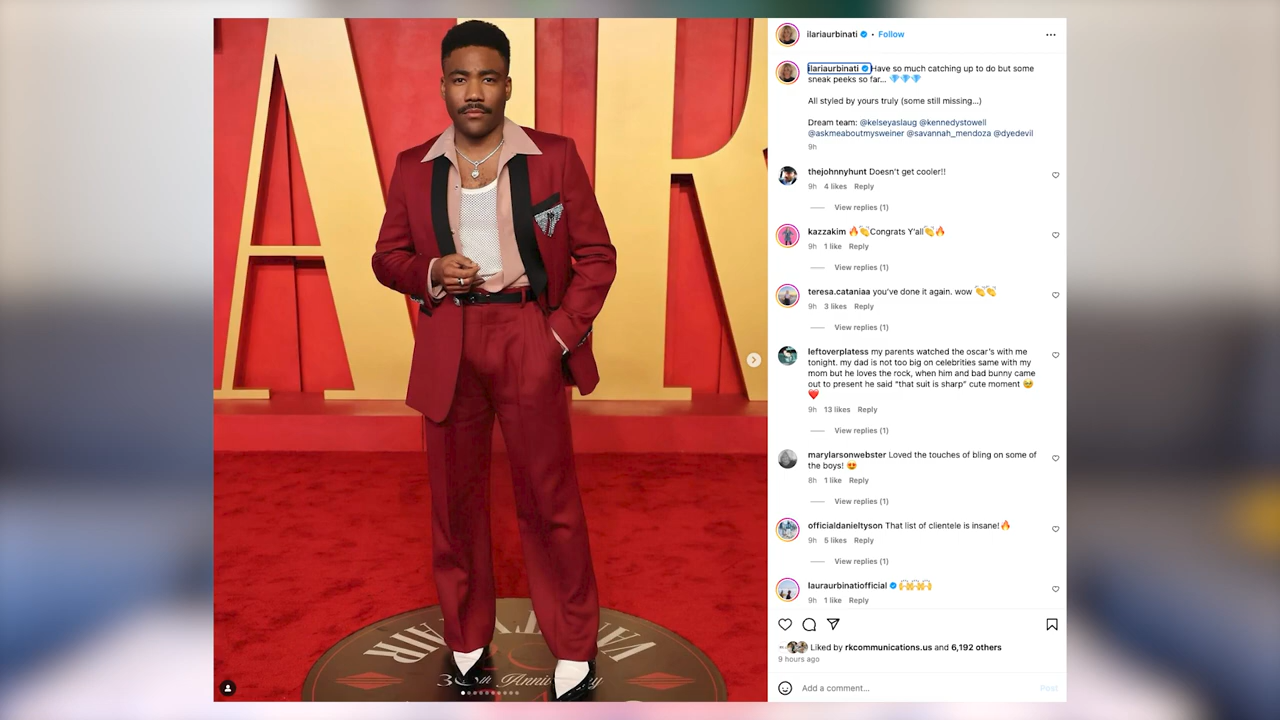 AIR
VANITY FAIR
30th Anniversary
ilariaurbinati • Follow
ilariaurbinati Have so much catching up to do but some
sneak peeks so far... 💎💎💎
All styled by yours truly (some still missing...)
Dream team: @kelseyaslaug @kennedystowell
@askmeaboutmysweiner @savannah_mendoza @dyedevil
9h
thejohnnyhunt Doesn't get cooler!!
9h 4 likes Reply
View replies (1)
kazzakim 🔥👏Congrats Y'all👏🔥
9h 1 like Reply
View replies (1)
teresa.cataniaa you've done it again. wow 👏👏
9h 3 likes Reply
View replies (1)
leftoverplatess my parents watched the oscar's with me
tonight. my dad is not too big on celebrities same with my
mom but he loves the rock, when him and bad bunny came
out to present he said "that suit is sharp" cute moment 🥹
❤️
9h 13 likes Reply
View replies (1)
marylarsonwebster Loved the touches of bling on some of
the boys! 😍
8h 1 like Reply
View replies (1)
officialdanieltyson That list of clientele is insane!🔥
9h 5 likes Reply
View replies (1)
lauraurbinatiofficial 🙌🙌🙌
9h 1 like Reply
Liked by rkcommunications.us and 6,192 others
9 hours ago
Add a comment...
Post